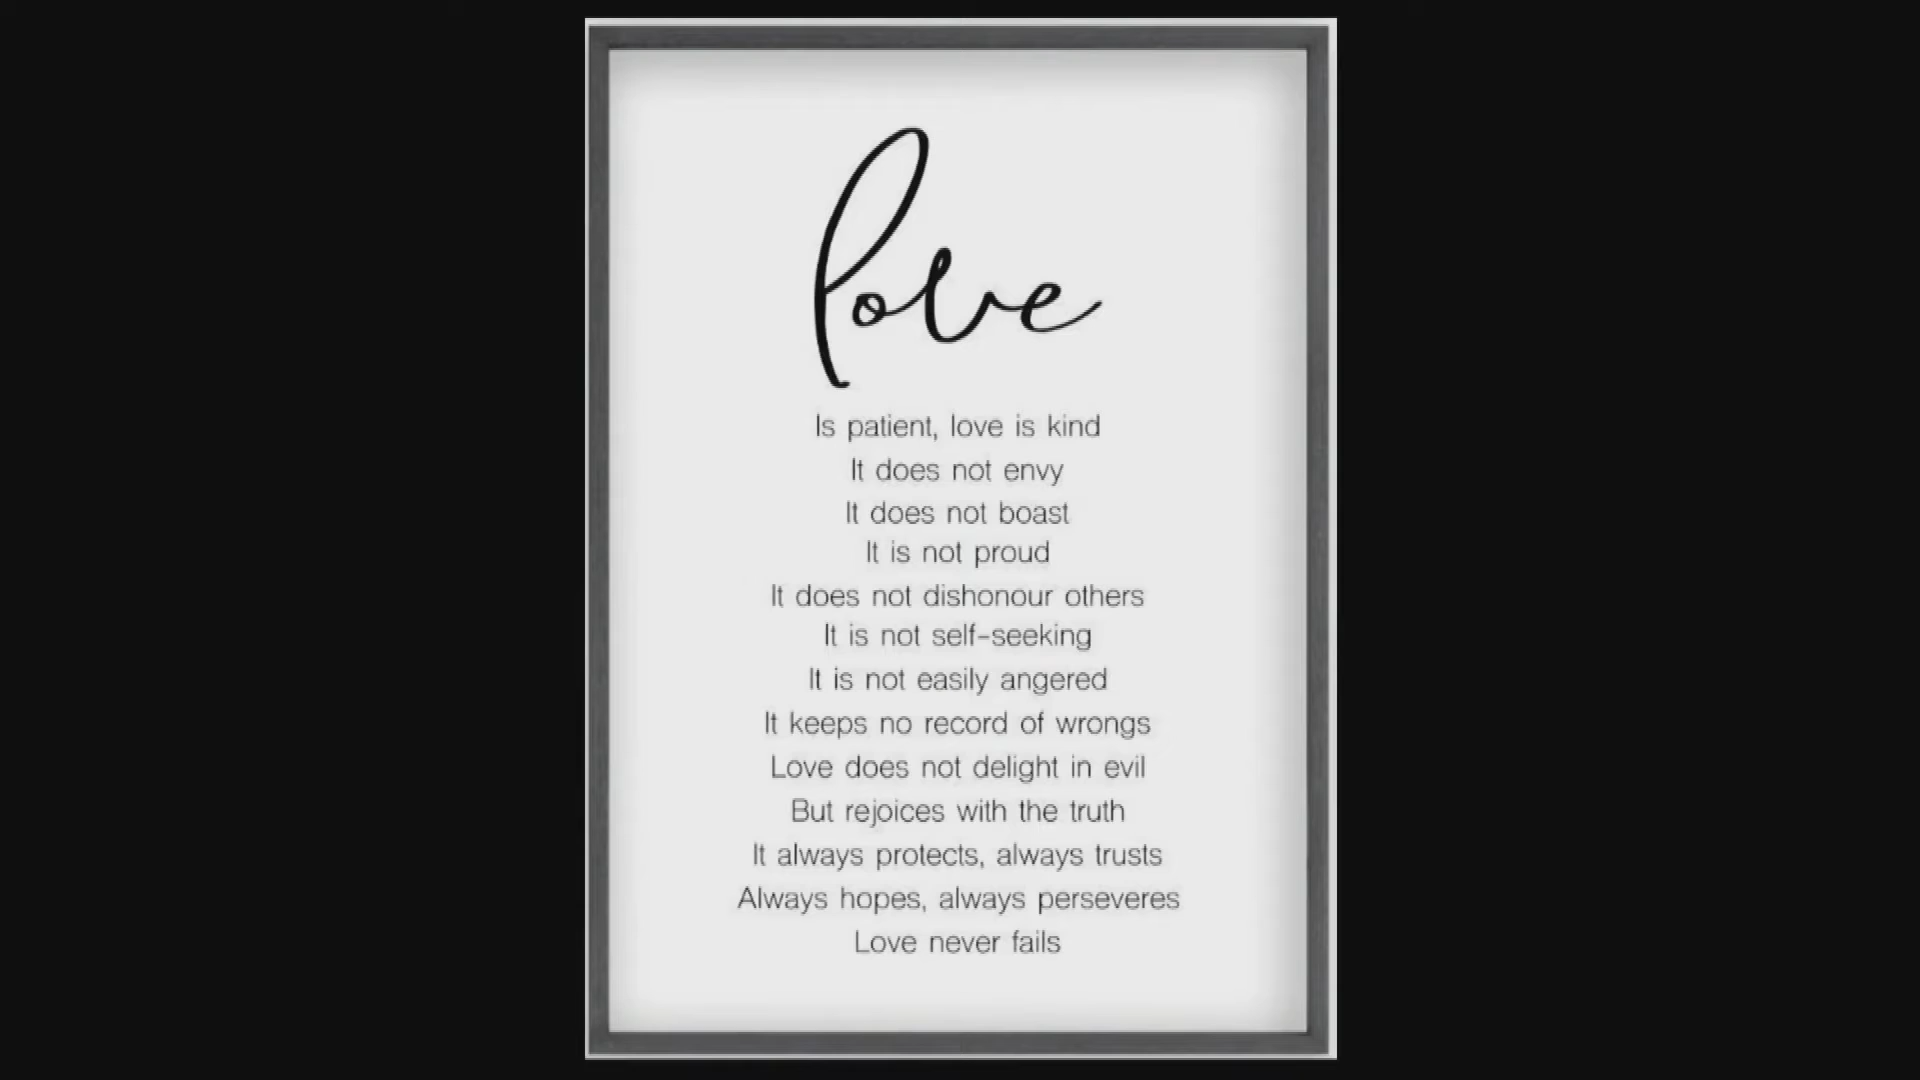 love
Is patient, love is kind
It does not envy
It does not boast
It is not proud
It does not dishonour others
It is not self-seeking
It is not easily angered
It keeps no record of wrongs
Love does not delight in evil
But rejoices with the truth
It always protects, always trusts
Always hopes, always perseveres
Love never fails